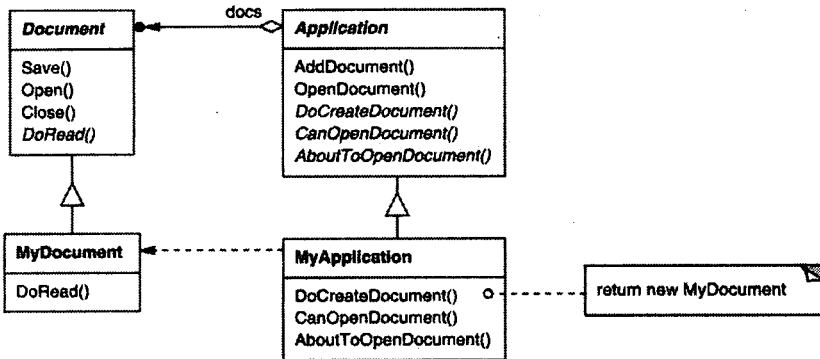 docs
Document
Save()
Open()
Close()
DoRead()
Application
AddDocument()
OpenDocument()
DoCreateDocument()
CanOpenDocument()
AboutToOpenDocument()
MyDocument
DoRead()
MyApplication
DoCreateDocument()
CanOpenDocument()
AboutToOpenDocument()
return new MyDocument